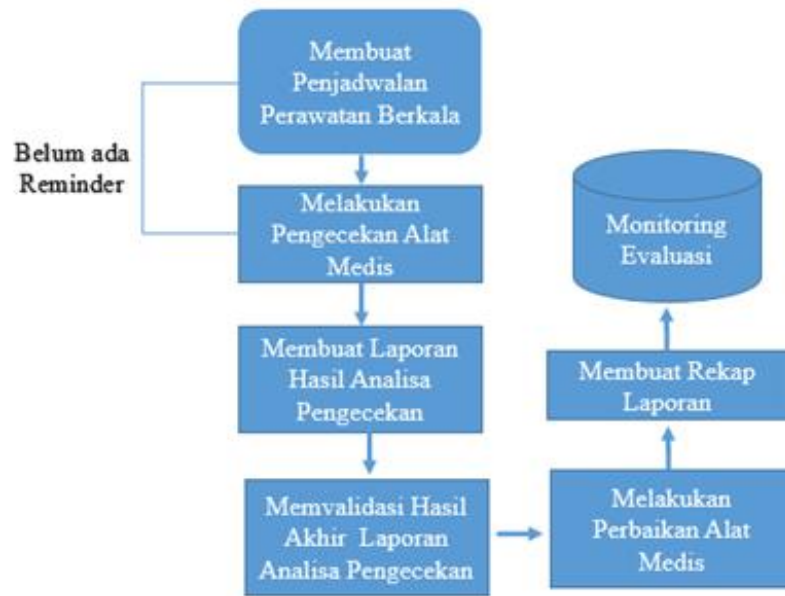 Membuat
Penjadwalan
Perawatan Berkala
Belum ada
Reminder
Melakukan
Pengecekan Alat
Medis
Membuat Laporan
Hasil Analisa
Pengecekan
Memvalidasi Hasil
Akhir Laporan
Analisa Pengecekan
Melakukan
Perbaikan Alat
Medis
Membuat Rekap
Laporan
Monitoring
Evaluasi